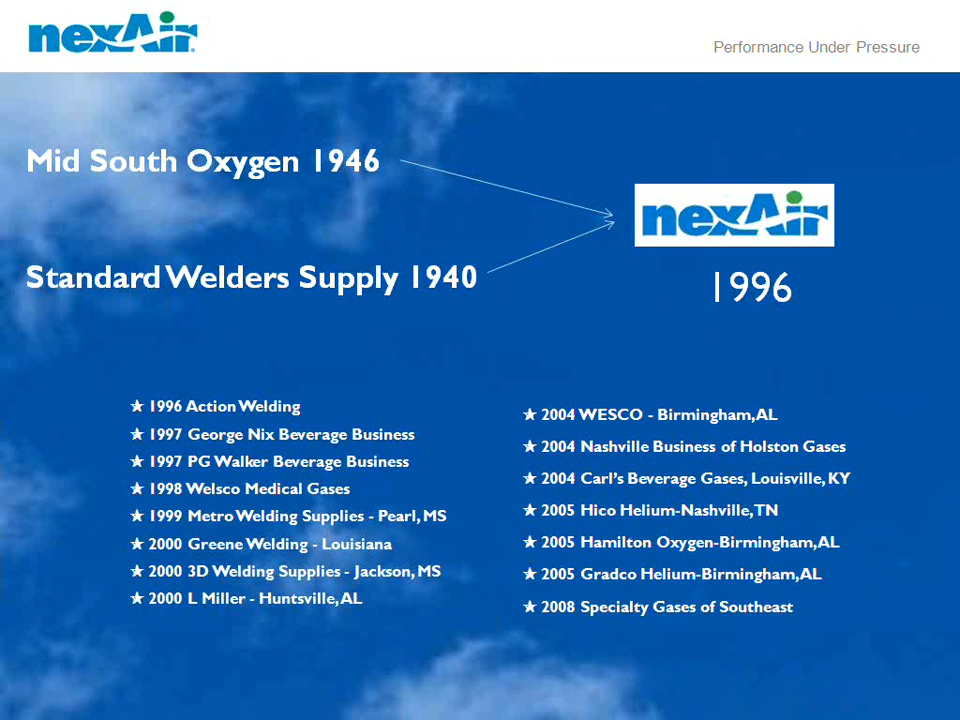 nexAir
Performance Under Pressure
Mid South Oxygen 1946
nexAir
Standard Welders Supply 1940
1996
★ 1996 Action Welding
★ 1997 George Nix Beverage Business
★ 1997 PG Walker Beverage Business
★ 1998 Welsco Medical Gases
★ 1999 Metro Welding Supplies - Pearl, MS
★ 2000 Greene Welding - Louisiana
★ 2000 3D Welding Supplies - Jackson, MS
★ 2000 L Miller - Huntsville, AL
★ 2004 WESCO - Birmingham, AL
★ 2004 Nashville Business of Holston Gases
★ 2004 Carl's Beverage Gases, Louisville, KY
★ 2005 Hico Helium-Nashville, TN
★ 2005 Hamilton Oxygen-Birmingham, AL
★ 2005 Gradco Helium-Birmingham, AL
★ 2008 Specialty Gases of Southeast